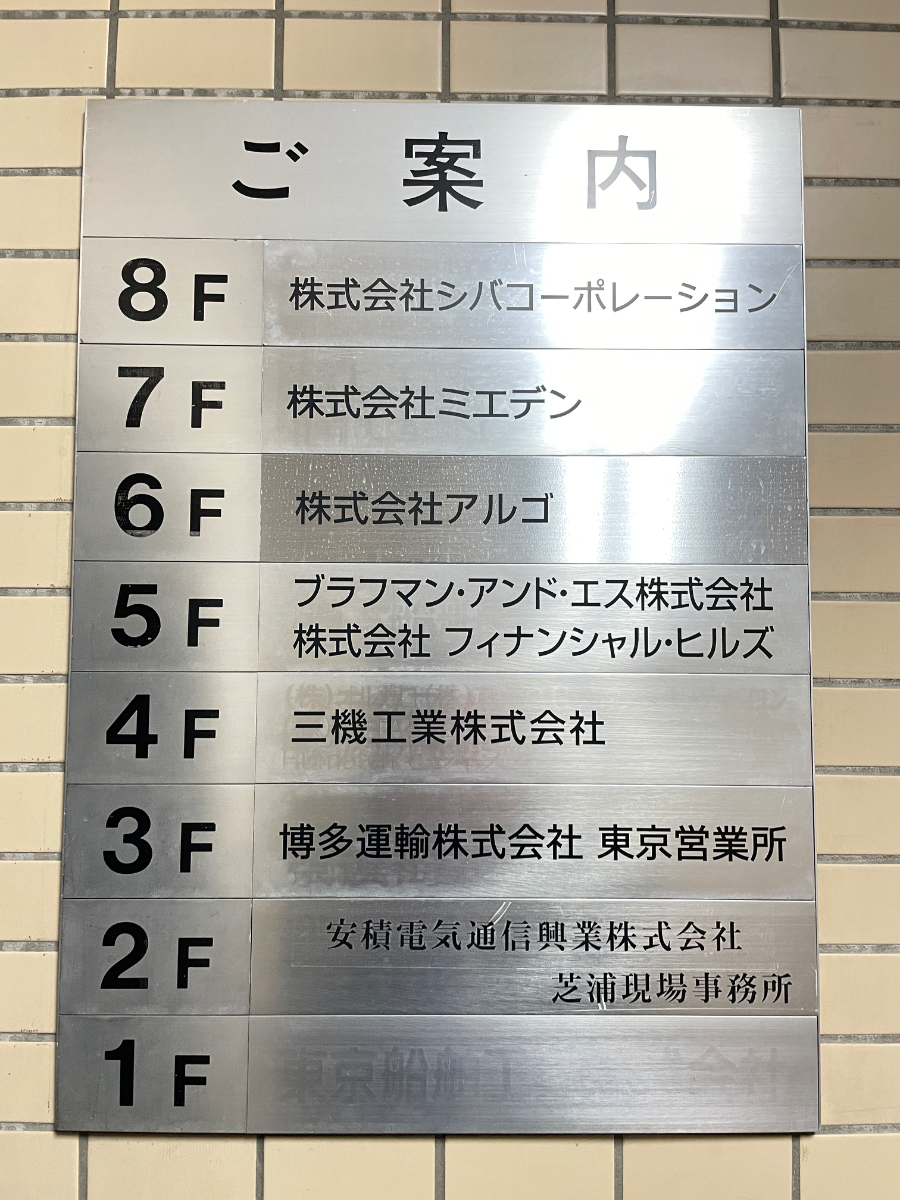 ご案内
8F 株式会社シバコーポレーション
7F 株式会社ミエデン
6F 株式会社アルゴ
5F ブラフマン・アンド・エス株式会社
株式会社 フィナンシャル・ヒルズ
4F 三機工業株式会社
3F 博多運輸株式会社 東京営業所
2F 安積電気通信興業株式会社
芝浦現場事務所
1F